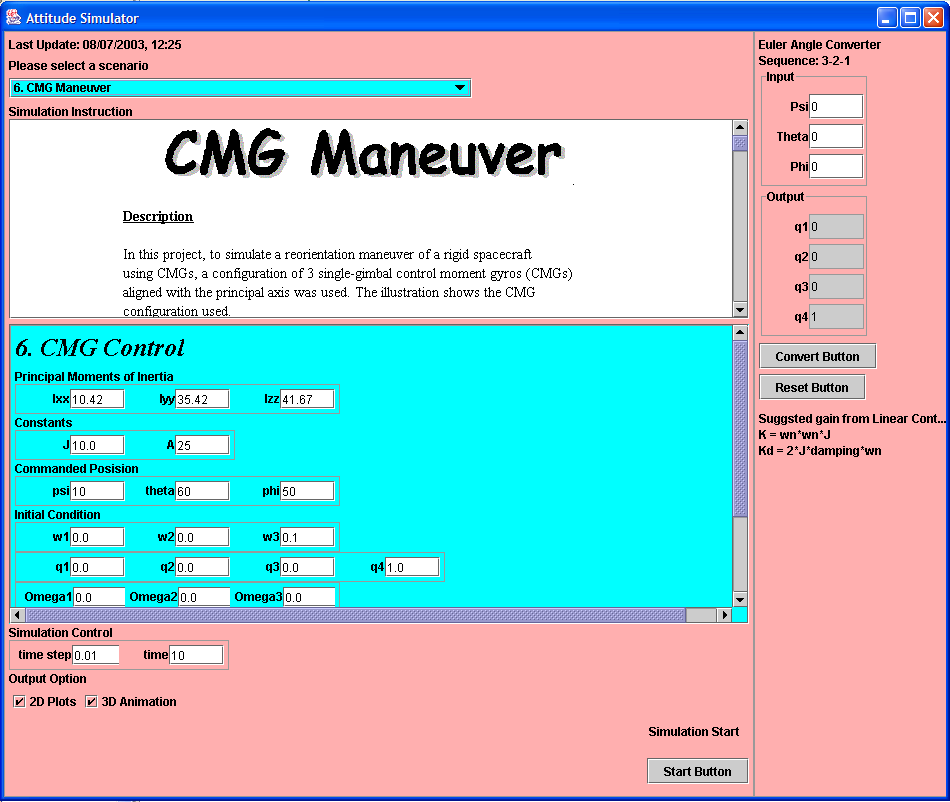 Attitude Simulator
Last Update: 08/07/2003, 12:25
Please select a scenario
6. CMG Maneuver
Simulation Instruction
CMG Maneuver
Description
In this project, to simulate a reorientation maneuver of a rigid spacecraft
using CMGs, a configuration of 3 single-gimbal control moment gyros (CMGs)
aligned with the principal axis was used. The illustration shows the CMG
configuration used.
6. CMG Control
Principal Moments of Inertia
Ixx 10.42 Iyy 35.42 Izz 41.67
Constants
J 10.0 A 25
Commanded Posision
psi 10 theta 60 phi 50
Initial Condition
w1 0.0 w2 0.0 w3 0.1
q1 0.0 q2 0.0 q3 0.0 q4 1.0
Omega1 0.0 Omega2 0.0 Omega3 0.0
Simulation Control
time step 0.01 time 10
Output Option
2D Plots 3D Animation
Simulation Start
Start Button
Euler Angle Converter
Sequence: 3-2-1
Input
Psi 0
Theta 0
Phi 0
Output
q1 0
q2 0
q3 0
q4 1
Convert Button
Reset Button
Suggsted gain from Linear Cont...
K = wn*wn*J
Kd = 2*J*damping*wn